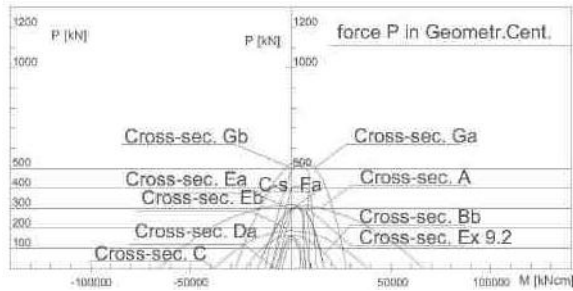 P [kN] P [kN] force P in Geometr.Cent.
1200 1200
1000 1000
Cross-sec. Gb Cross-sec. Ga
500 500
Cross-sec. Ea C-s. Fa Cross-sec. A
400
Cross-sec. Eb
300
Cross-sec. Bb
200
Cross-sec. Da Cross-sec. Ex 9.2
100
Cross-sec. C
-100000 -50000 0 50000 100000 M [kNcm]